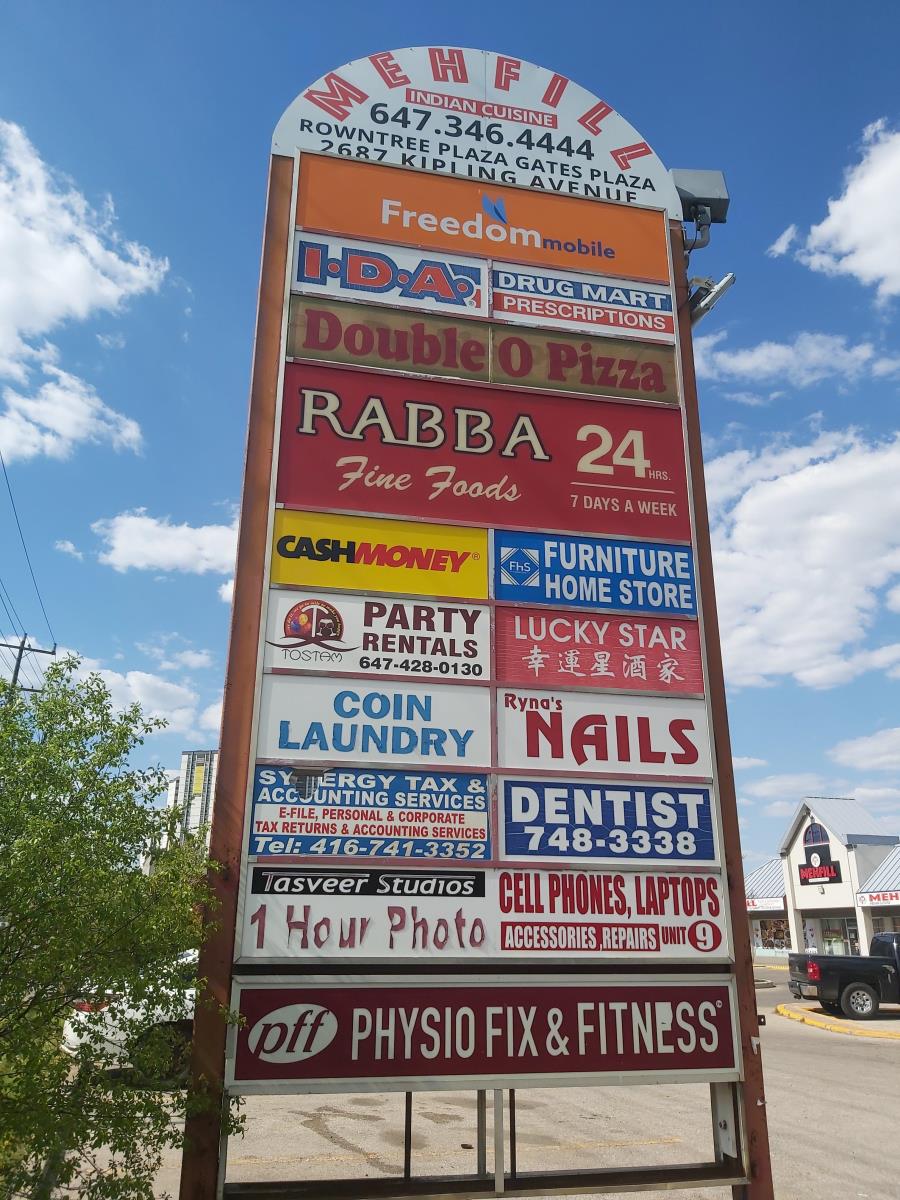 MEHFILL
INDIAN CUISINE
647.346.4444
ROWNTREE PLAZA GATES PLAZA
2687 KIPLING AVENUE
Freedom mobile
I·D·A·®
DRUG MART
PRESCRIPTIONS
Double O Pizza
RABBA
Fine Foods
24 HRS.
7 DAYS A WEEK
CASHMONEY®
FhS
FURNITURE
HOME STORE
TOSTAM
PARTY
RENTALS
647-428-0130
LUCKY STAR
幸運星酒家
COIN
LAUNDRY
Ryna's
NAILS
SY ERGY TAX &
ACCOUNTING SERVICES
E-FILE, PERSONAL & CORPORATE
TAX RETURNS & ACCOUNTING SERVICES
Tel: 416-741-3352
DENTIST
748-3338
Tasveer Studios
1 Hour Photo
CELL PHONES, LAPTOPS
ACCESSORIES,REPAIRS UNIT 9
pff PHYSIO FIX & FITNESS
MEHFILL
MEH